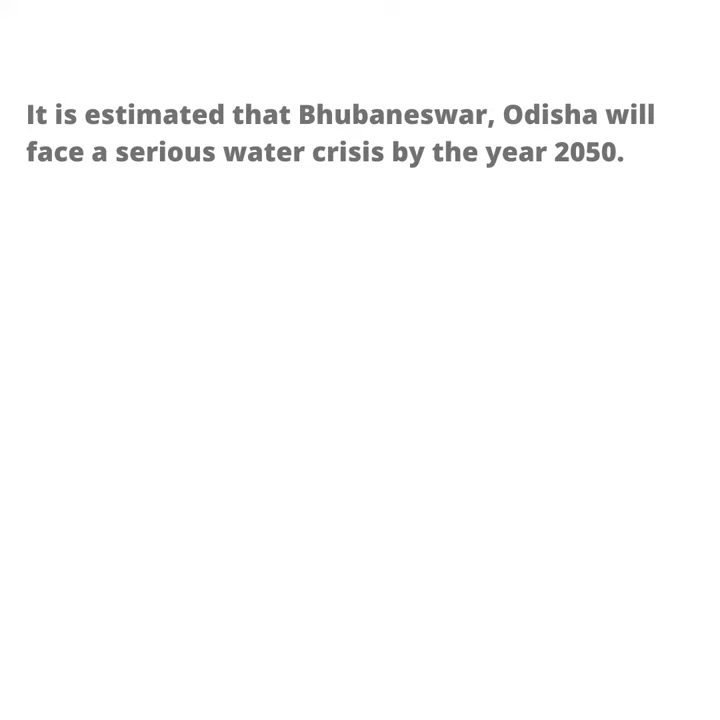 It is estimated that Bhubaneswar, Odisha will
face a serious water crisis by the year 2050.